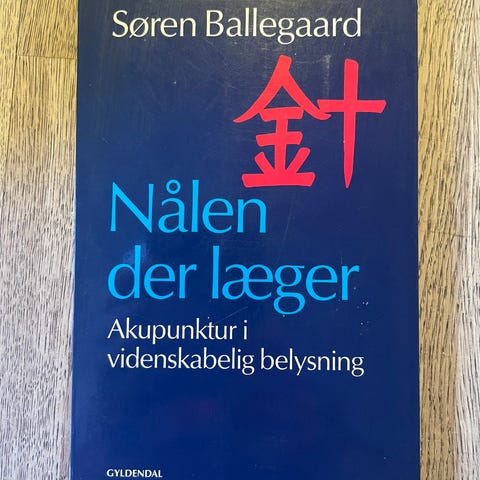 Søren Ballegaard
針
Nålen
der læger
Akupunktur i
videnskabelig belysning
GYLDENDAL